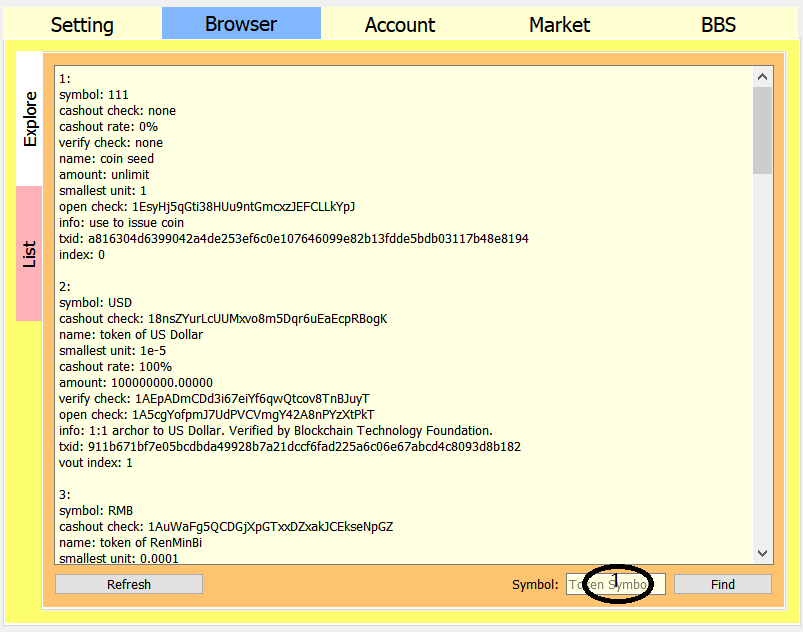 Setting Browser Account Market BBS
Explore
List
1:
symbol: 111
cashout check: none
cashout rate: 0%
verify check: none
name: coin seed
amount: unlimit
smallest unit: 1
open check: 1EsyHj5qGti38HUu9ntGmcxzJEFCLLkYpJ
info: use to issue coin
txid: a816304d6399042a4de253ef6c0e107646099e82b13fdde5bdb03117b48e8194
index: 0
2:
symbol: USD
cashout check: 18nsZYurLcUUMxvo8m5Dqr6uEaEcpRBogK
name: token of US Dollar
smallest unit: 1e-5
cashout rate: 100%
amount: 100000000.00000
verify check: 1AEpADmCDd3i67eiYf6qwQtcov8TnBJuyT
open check: 1A5cgYofpmJ7UdPVCVmgY42A8nPYzXtPkT
info: 1:1 archor to US Dollar. Verified by Blockchain Technology Foundation.
txid: 911b671bf7e05bcdbda49928b7a21dccf6fad225a6c06e67abcd4c8093d8b182
vout index: 1
3:
symbol: RMB
cashout check: 1AuWaFg5QCDGjXpGTxxDZxakJCEkseNpGZ
name: token of RenMinBi
smallest unit: 0.0001
Refresh Symbol: Token Symbol 1 Find